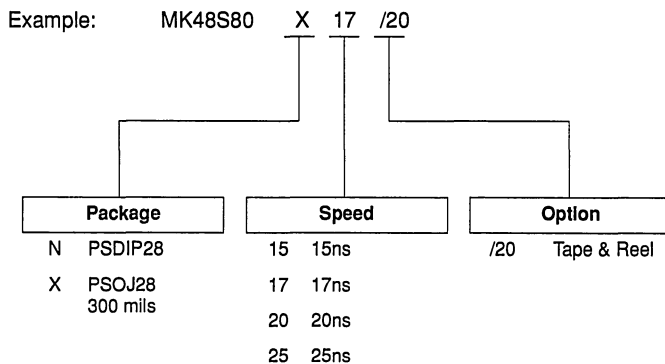 Example: MK48S80 X 17 /20
Package Speed Option
N PSDIP28 15 15ns /20 Tape & Reel
X PSOJ28 17 17ns
300 mils
20 20ns
25 25ns